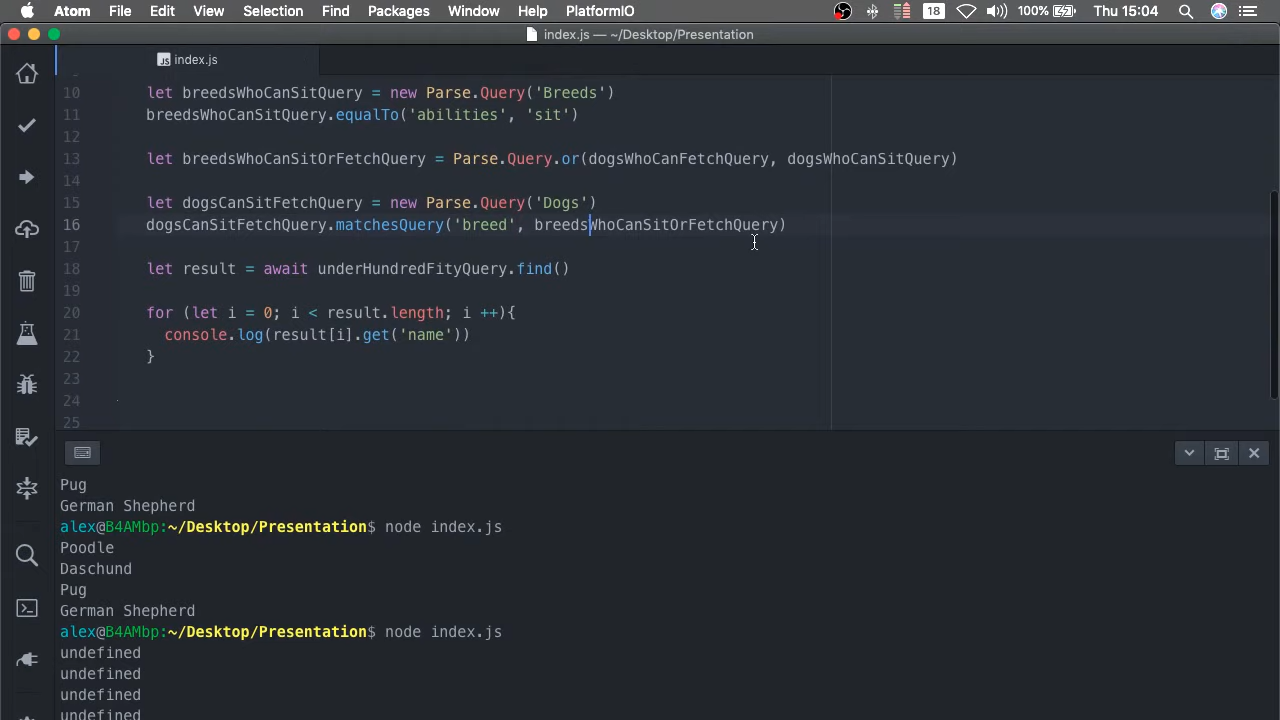 Atom File Edit View Selection Find Packages Window Help PlatformIO 18 100% Thu 15:04
index.js — ~/Desktop/Presentation
JS index.js
10 let breedsWhoCanSitQuery = new Parse.Query('Breeds')
11 breedsWhoCanSitQuery.equalTo('abilities', 'sit')
12
13 let breedsWhoCanSitOrFetchQuery = Parse.Query.or(dogsWhoCanFetchQuery, dogsWhoCanSitQuery)
14
15 let dogsCanSitFetchQuery = new Parse.Query('Dogs')
16 dogsCanSitFetchQuery.matchesQuery('breed', breedsWhoCanSitOrFetchQuery)
17
18 let result = await underHundredFityQuery.find()
19
20 for (let i = 0; i < result.length; i ++){
21 console.log(result[i].get('name'))
22 }
23
24
25
Pug
German Shepherd
alex@B4AMbp:~/Desktop/Presentation$ node index.js
Poodle
Daschund
Pug
German Shepherd
alex@B4AMbp:~/Desktop/Presentation$ node index.js
undefined
undefined
undefined
undefined